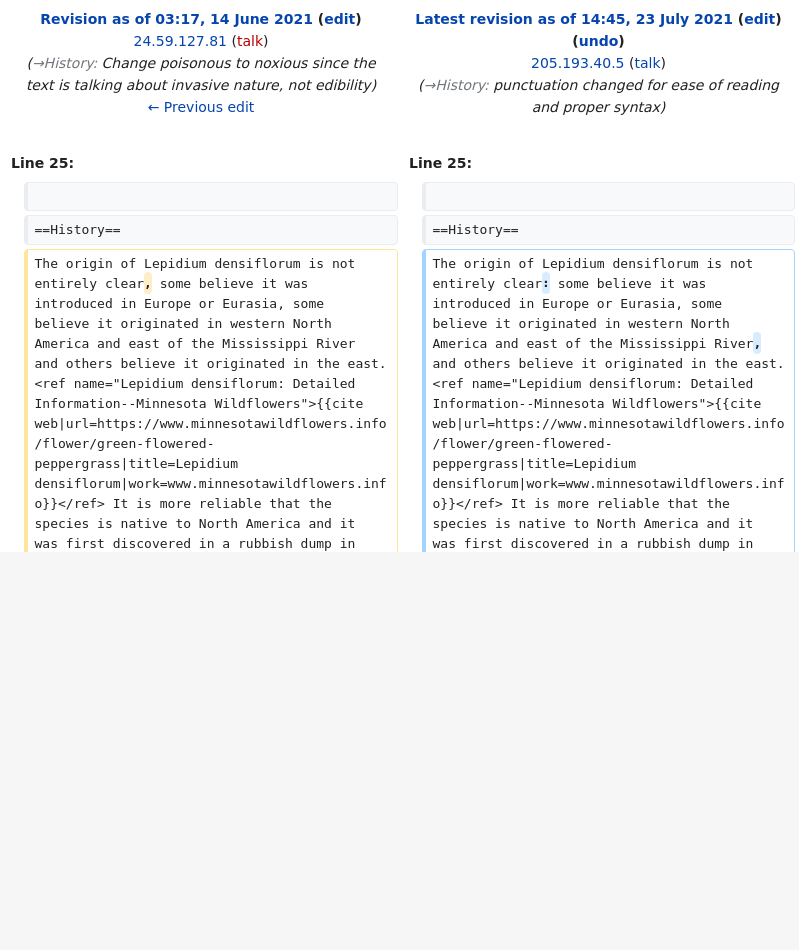 Revision as of 03:17, 14 June 2021 (edit)
24.59.127.81 (talk)
(→History: Change poisonous to noxious since the
text is talking about invasive nature, not edibility)
← Previous edit
Latest revision as of 14:45, 23 July 2021 (edit)
(undo)
205.193.40.5 (talk)
(→History: punctuation changed for ease of reading
and proper syntax)
Line 25:
==History==
The origin of Lepidium densiflorum is not
entirely clear, some believe it was
introduced in Europe or Eurasia, some
believe it originated in western North
America and east of the Mississippi River
and others believe it originated in the east.
<ref name="Lepidium densiflorum: Detailed
Information--Minnesota Wildflowers">{{cite
web|url=https://www.minnesotawildflowers.info
/flower/green-flowered-
peppergrass|title=Lepidium
densiflorum|work=www.minnesotawildflowers.inf
o}}</ref> It is more reliable that the
species is native to North America and it
was first discovered in a rubbish dump in
Line 25:
==History==
The origin of Lepidium densiflorum is not
entirely clear: some believe it was
introduced in Europe or Eurasia, some
believe it originated in western North
America and east of the Mississippi River,
and others believe it originated in the east.
<ref name="Lepidium densiflorum: Detailed
Information--Minnesota Wildflowers">{{cite
web|url=https://www.minnesotawildflowers.info
/flower/green-flowered-
peppergrass|title=Lepidium
densiflorum|work=www.minnesotawildflowers.inf
o}}</ref> It is more reliable that the
species is native to North America and it
was first discovered in a rubbish dump in